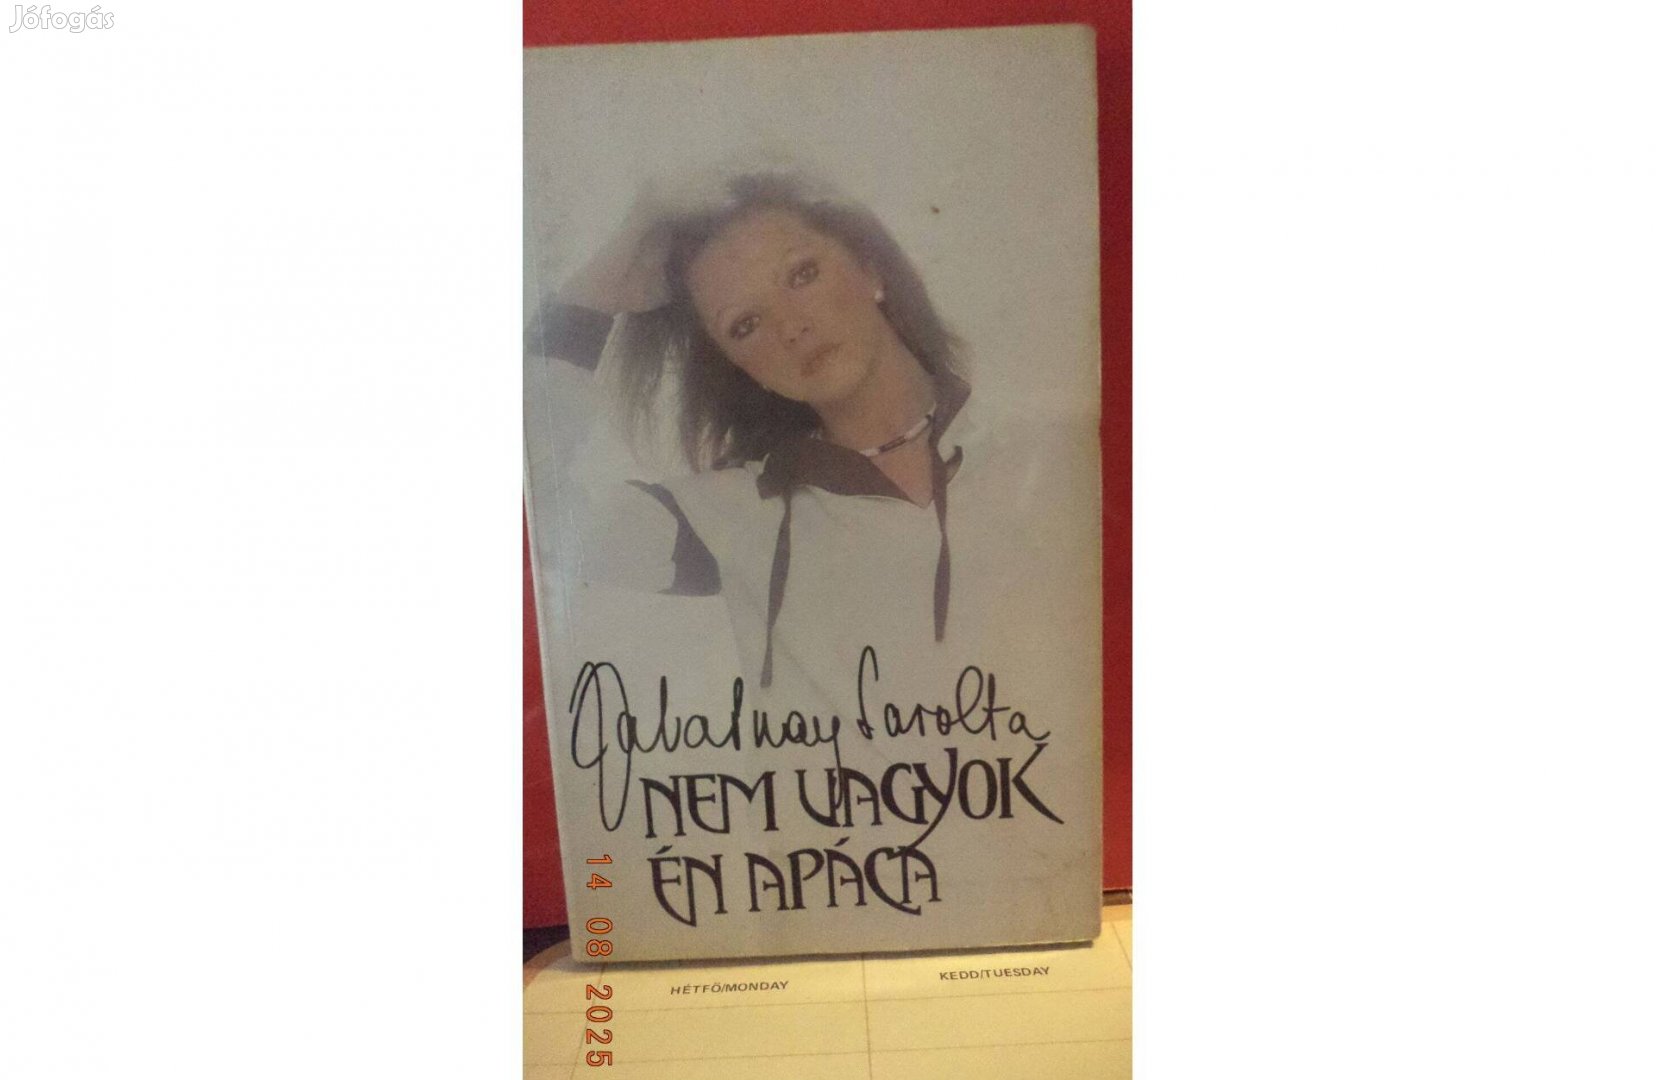 Jófogás
Zalatnay Sarolta
NEM VAGYOK
ÉN APÁCA
14 08 2025
HÉTFŐ/MONDAY
KEDD/TUESDAY